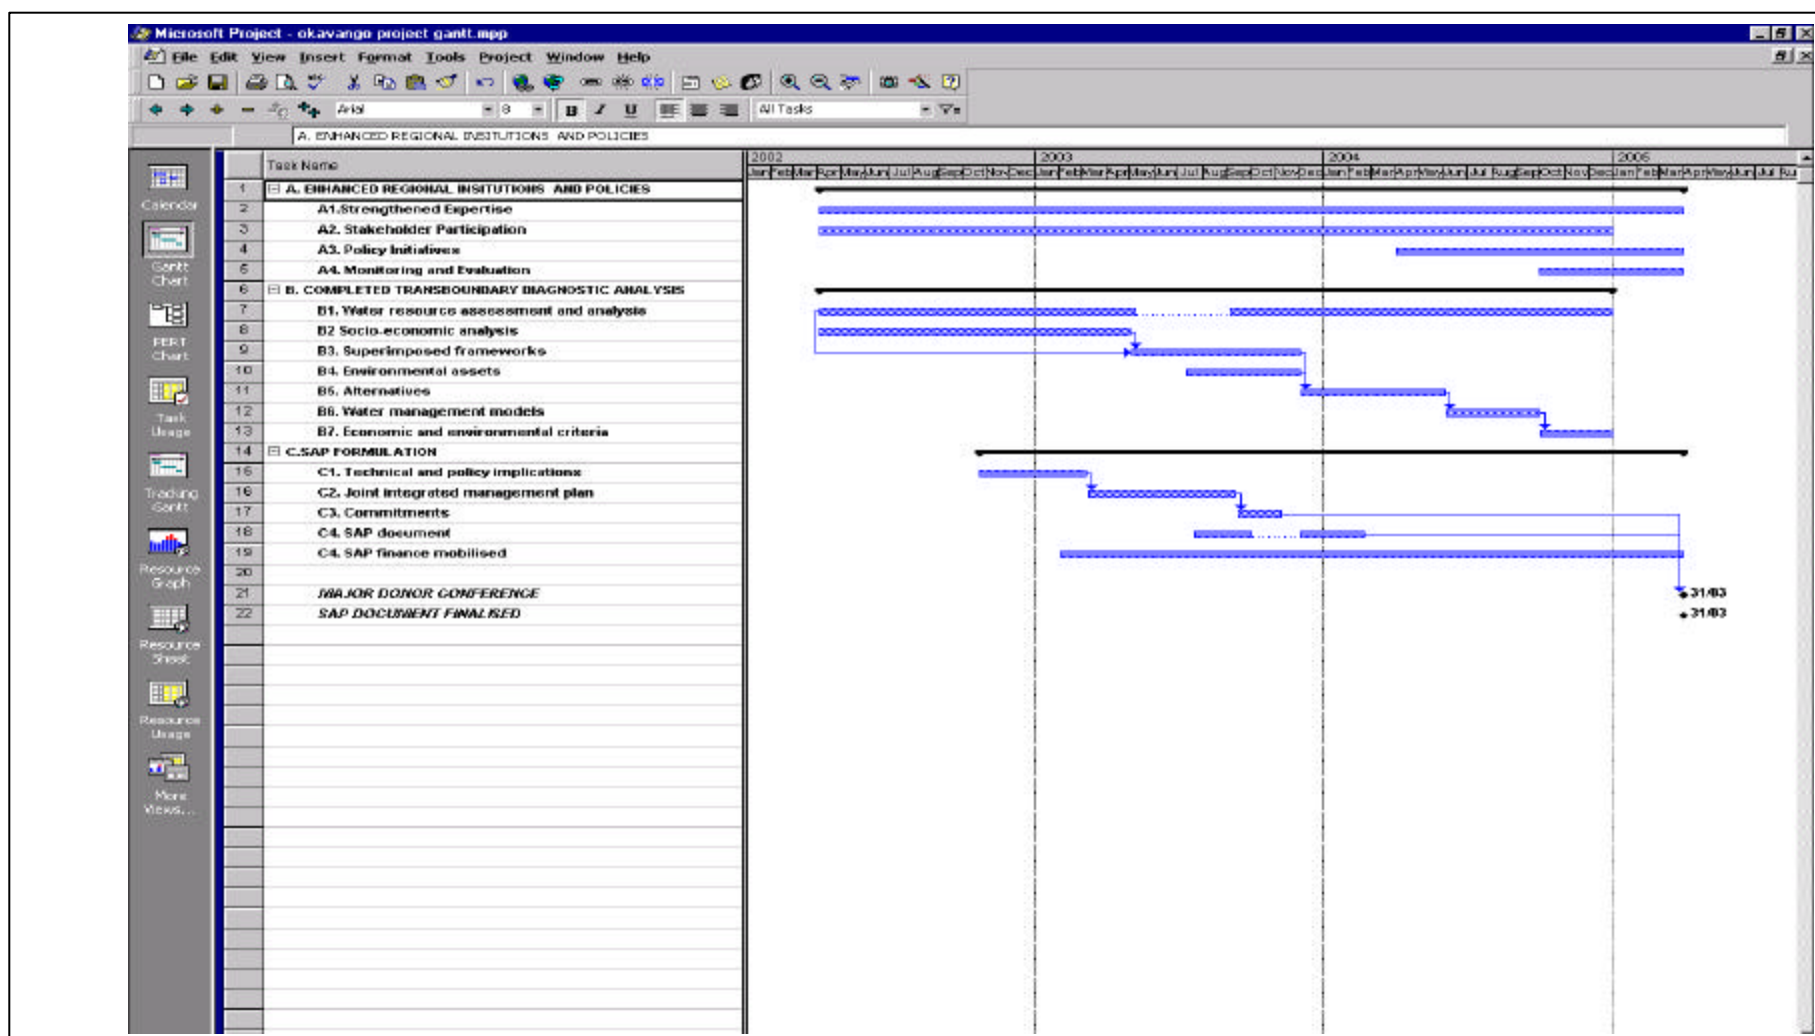 Microsoft Project - okavango project gantt.mpp
File Edit View Insert Format Tools Project Window Help
Arial 8 B I U All Tasks
A. ENHANCED REGIONAL INSITUTIONS AND POLICIES
Task Name 2002 2003 2004 2005
Jan Feb Mar Apr May Jun Jul Aug Sep Oct Nov Dec Jan Feb Mar Apr May Jun Jul Aug Sep Oct Nov Dec Jan Feb Mar Apr May Jun Jul Aug Sep Oct Nov Dec Jan Feb Mar Apr May Jun Jul Au
1 A. ENHANCED REGIONAL INSITUTIONS AND POLICIES
2 A1.Strengthened Expertise
3 A2. Stakeholder Participation
4 A3. Policy Initiatives
5 A4. Monitoring and Evaluation
6 B. COMPLETED TRANSBOUNDARY DIAGNOSTIC ANALYSIS
7 B1. Water resource assessment and analysis
8 B2 Socio-economic analysis
9 B3. Superimposed frameworks
10 B4. Environmental assets
11 B5. Alternatives
12 B6. Water management models
13 B7. Economic and environmental criteria
14 C.SAP FORMULATION
15 C1. Technical and policy implications
16 C2. Joint integrated management plan
17 C3. Commitments
18 C4. SAP document
19 C4. SAP finance mobilised
20
21 MAJOR DONOR CONFERENCE 31/03
22 SAP DOCUMENT FINALISED 31/03
Calendar
Gantt
Chart
PERT
Chart
Task
Usage
Tracking
Gantt
Resource
Graph
Resource
Sheet
Resource
Usage
More
Views...